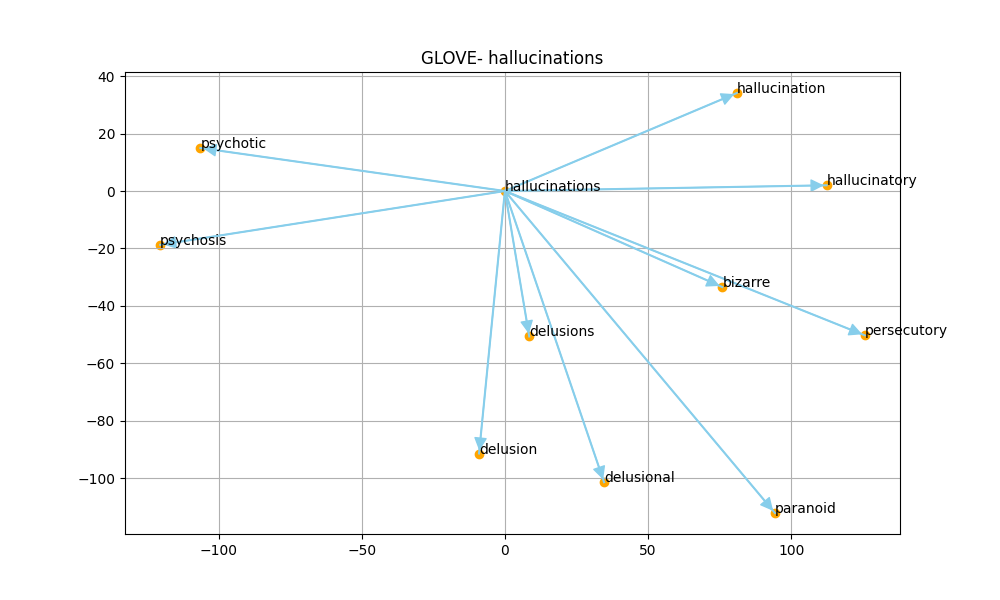 GLOVE- hallucinations
40
20
0
−20
−40
−60
−80
−100
hallucination
psychotic
hallucinatory
hallucinations
psychosis
bizarre
delusions
persecutory
delusion
delusional
paranoid
−100
−50
0
50
100